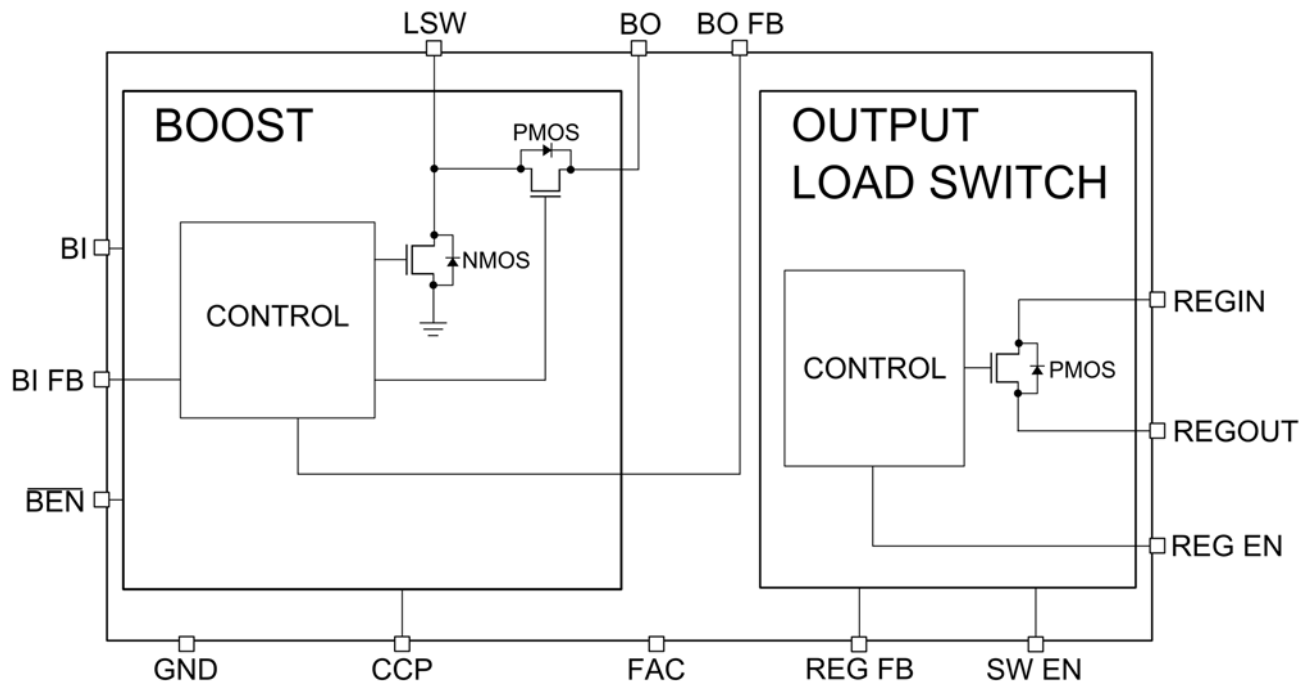 LSW
BO
BO FB
BOOST
PMOS
OUTPUT
LOAD SWITCH
BI
NMOS
CONTROL
REGIN
CONTROL
PMOS
BI FB
REGOUT
BEN
REG EN
GND
CCP
FAC
REG FB
SW EN